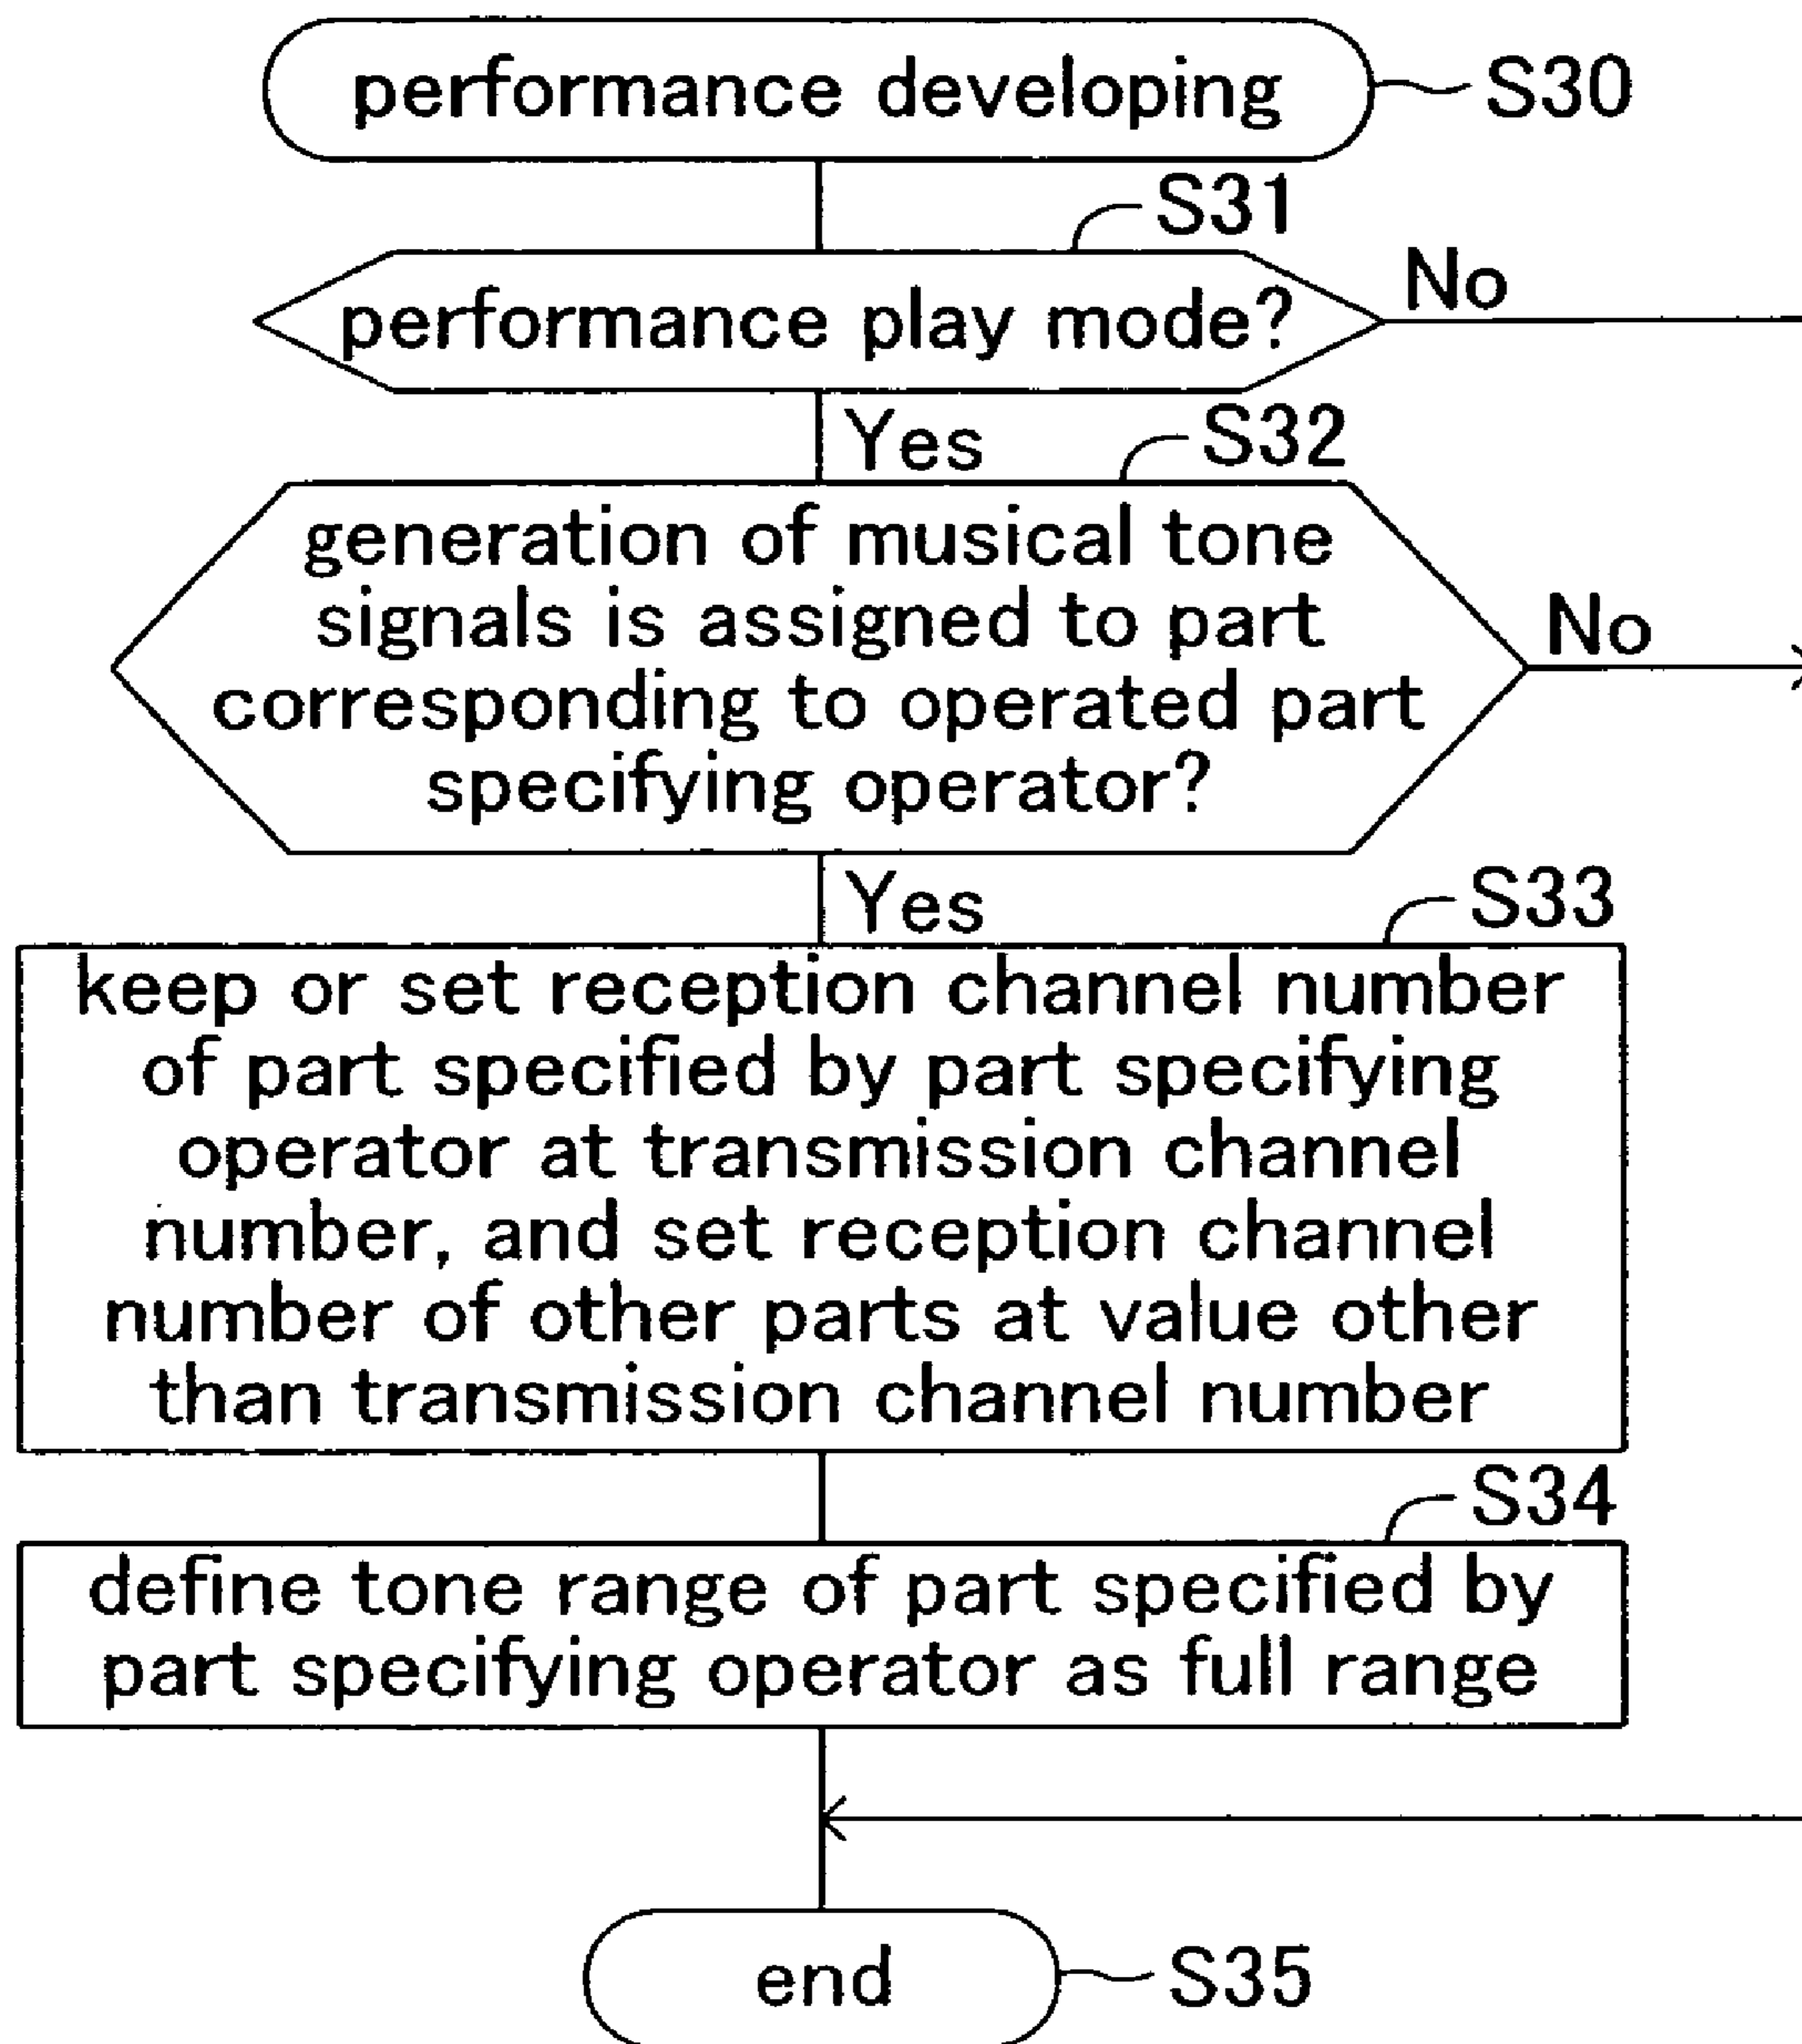 performance developing
S30
S31
performance play mode?
No
Yes
S32
generation of musical tone
signals is assigned to part
corresponding to operated part
specifying operator?
No
Yes
S33
keep or set reception channel number
of part specified by part specifying
operator at transmission channel
number, and set reception channel
number of other parts at value other
than transmission channel number
S34
define tone range of part specified by
part specifying operator as full range
end
S35